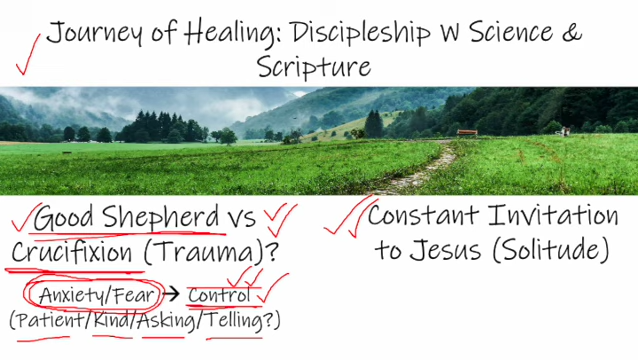 Journey of Healing: Discipleship W Science &
Scripture
Good Shepherd vs
Crucifixion (Trauma)?
Anxiety/Fear → Control
(Patient/Kind/Asking/Telling?)
Constant Invitation
to Jesus (Solitude)